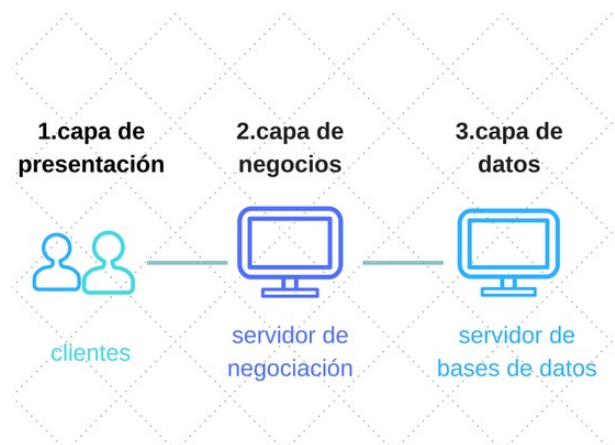 1.capa de
presentación
2.capa de
negocios
3.capa de
datos
clientes
servidor de
negociación
servidor de
bases de datos